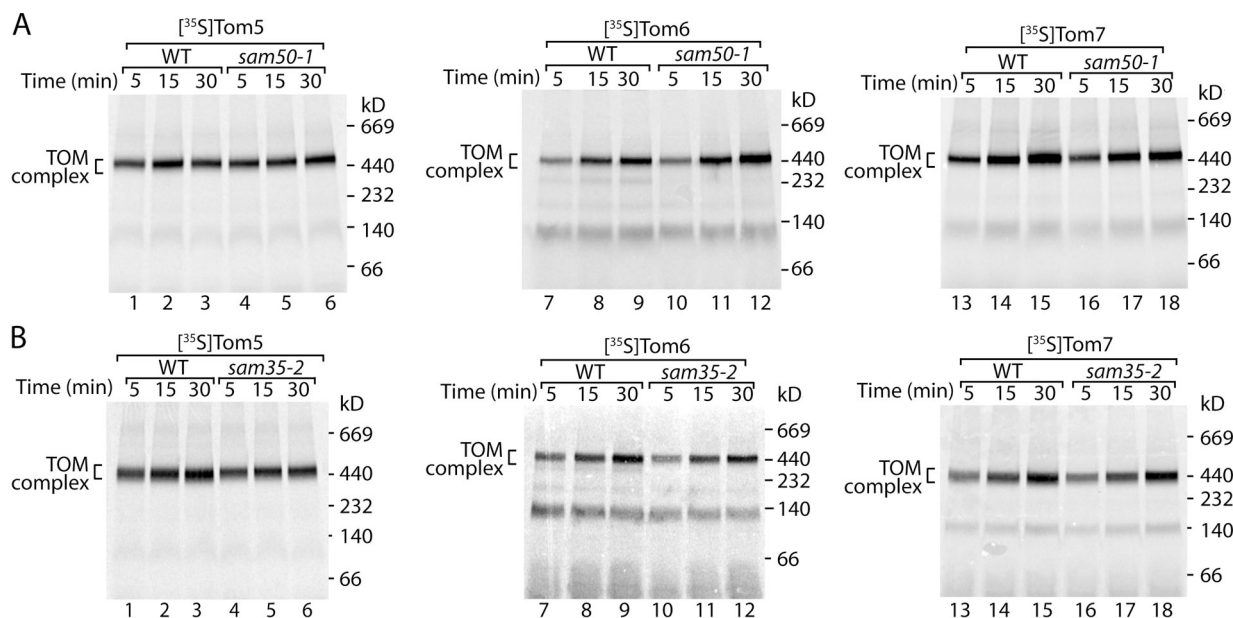 A
[³⁵S]Tom5
WT sam50-1
Time (min) 5 15 30 5 15 30
kD
669
TOM complex
440
232
140
66
1 2 3 4 5 6
[³⁵S]Tom6
WT sam50-1
Time (min) 5 15 30 5 15 30
kD
669
TOM complex
440
232
140
66
7 8 9 10 11 12
[³⁵S]Tom7
WT sam50-1
Time (min) 5 15 30 5 15 30
kD
669
TOM complex
440
232
140
66
13 14 15 16 17 18
B
[³⁵S]Tom5
WT sam35-2
Time (min) 5 15 30 5 15 30
kD
669
TOM complex
440
232
140
66
1 2 3 4 5 6
[³⁵S]Tom6
WT sam35-2
Time (min) 5 15 30 5 15 30
kD
669
TOM complex
440
232
140
66
7 8 9 10 11 12
[³⁵S]Tom7
WT sam35-2
Time (min) 5 15 30 5 15 30
kD
669
TOM complex
440
232
140
66
13 14 15 16 17 18